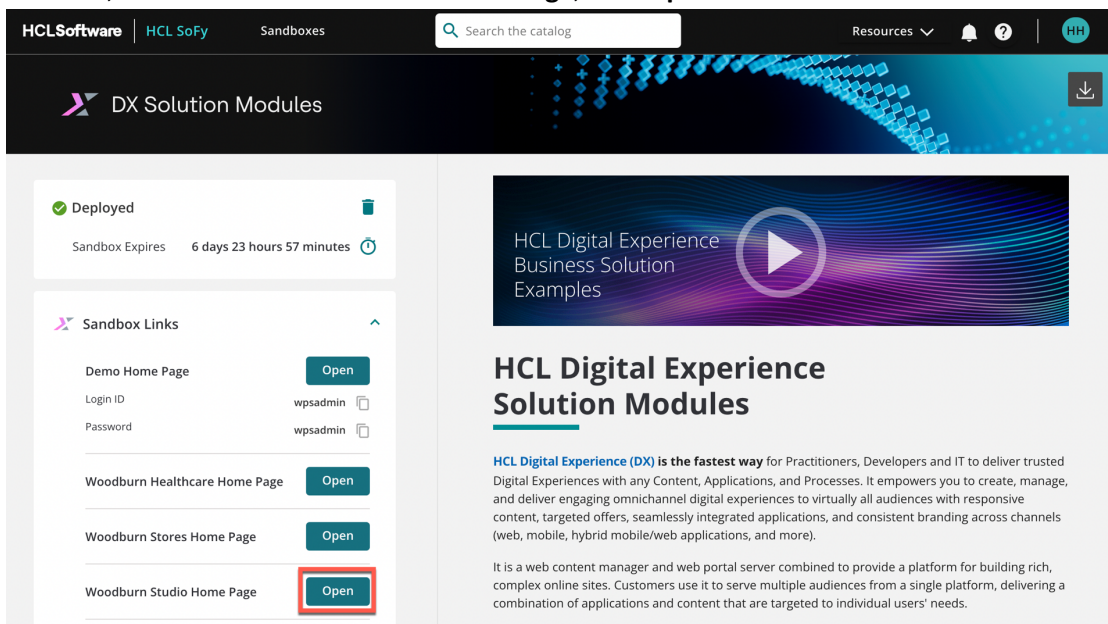 HCLSoftware HCL SoFy Sandboxes Search the catalog Resources HH
DX Solution Modules
Deployed
Sandbox Expires 6 days 23 hours 57 minutes
Sandbox Links
Demo Home Page Open
Login ID wpsadmin
Password wpsadmin
Woodburn Healthcare Home Page Open
Woodburn Stores Home Page Open
Woodburn Studio Home Page Open
HCL Digital Experience
Business Solution
Examples
HCL Digital Experience
Solution Modules
HCL Digital Experience (DX) is the fastest way for Practitioners, Developers and IT to deliver trusted
Digital Experiences with any Content, Applications, and Processes. It empowers you to create, manage,
and deliver engaging omnichannel digital experiences to virtually all audiences with responsive
content, targeted offers, seamlessly integrated applications, and consistent branding across channels
(web, mobile, hybrid mobile/web applications, and more).
It is a web content manager and web portal server combined to provide a platform for building rich,
complex online sites. Customers use it to serve multiple audiences from a single platform, delivering a
combination of applications and content that are targeted to individual users' needs.